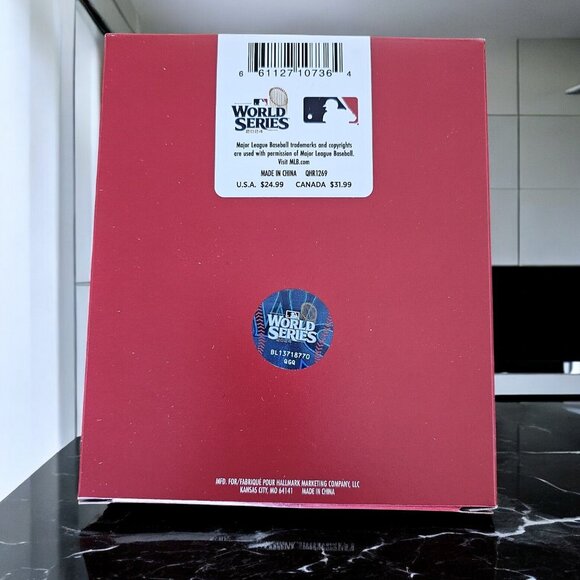 6 61127 10736 4
WORLD
SERIES
2024
Major League Baseball trademarks and copyrights
are used with permission of Major League Baseball.
Visit MLB.com
MADE IN CHINA QHR1269
U.S.A. $24.99 CANADA $31.99
WORLD
SERIES
BL13718770
QGQ
MFD. FOR/FABRIQUÉ POUR HALLMARK MARKETING COMPANY, LLC
KANSAS CITY, MO 64141 MADE IN CHINA